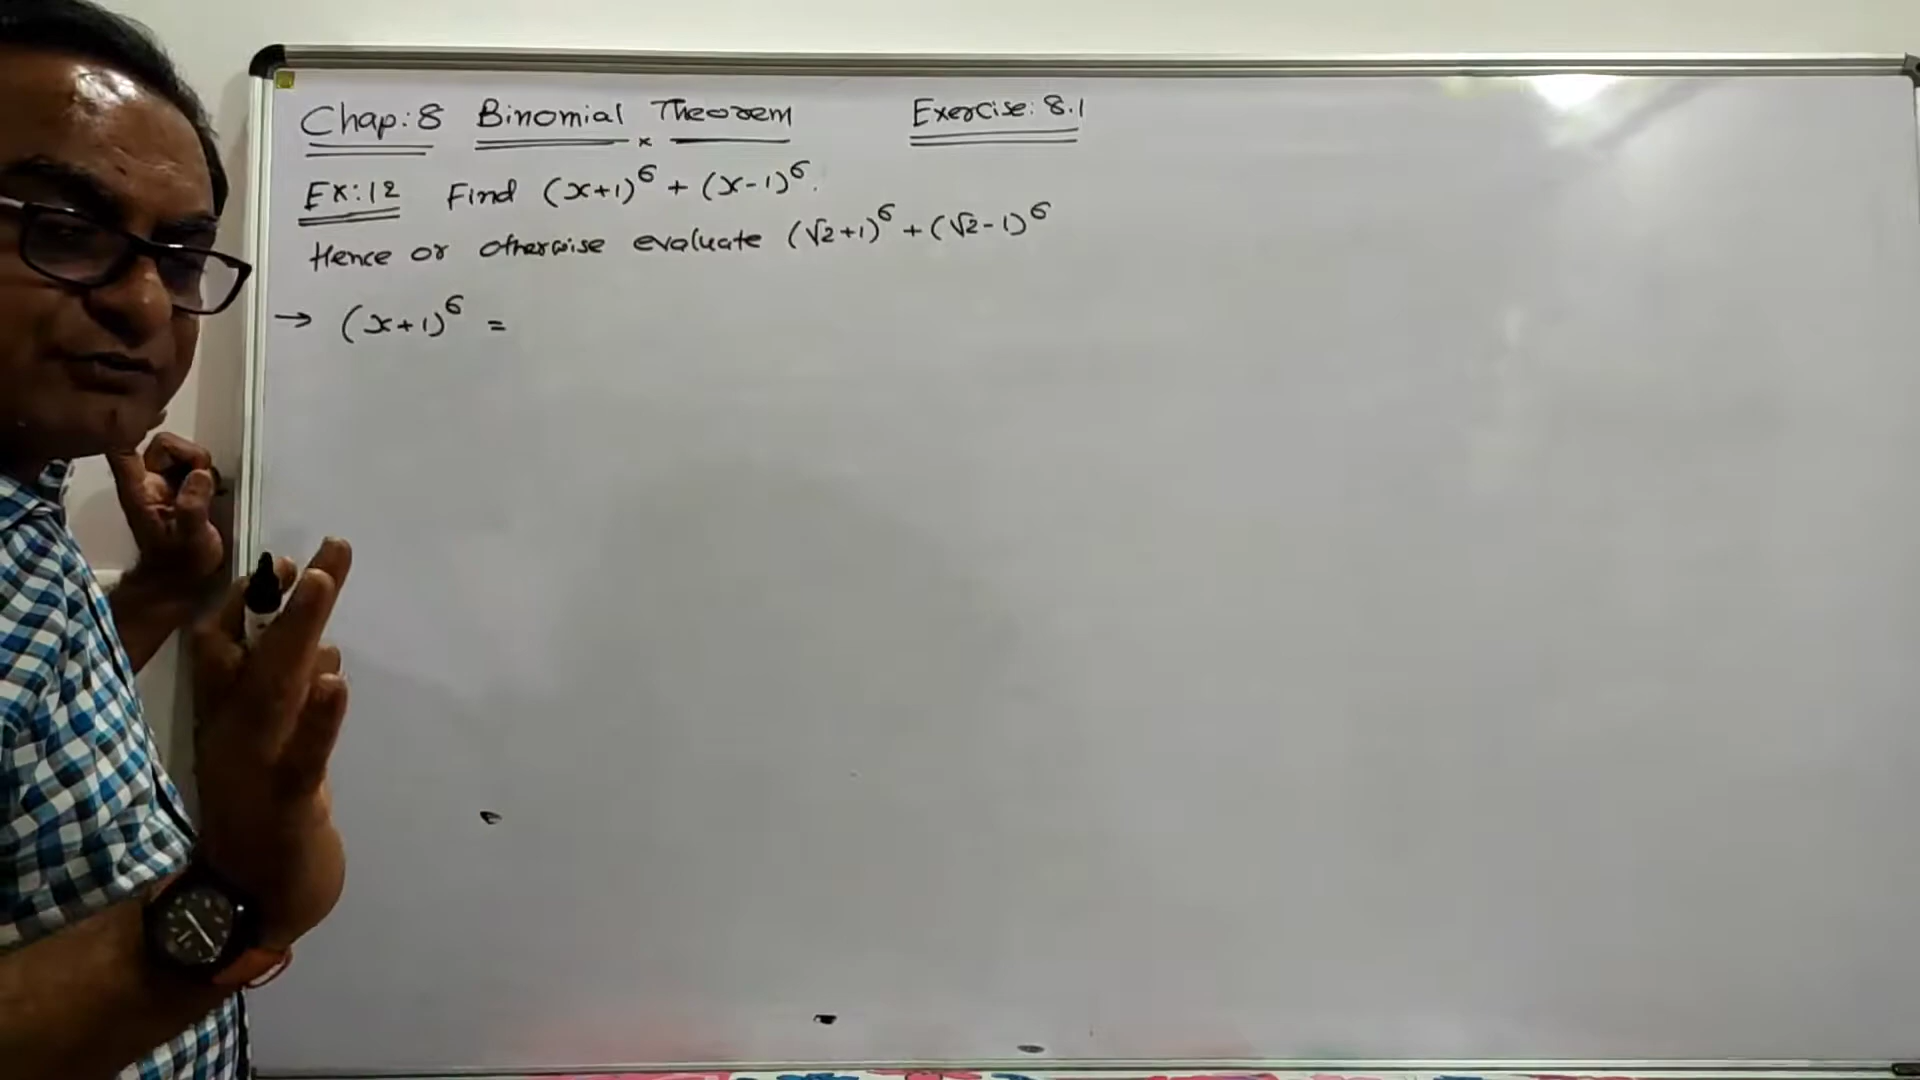 Chap:8 Binomial Theorem Exercise: 8.1
Ex:12 Find (x+1)⁶ + (x-1)⁶.
Hence or otherwise evaluate (√2+1)⁶ + (√2-1)⁶
→ (x+1)⁶ =